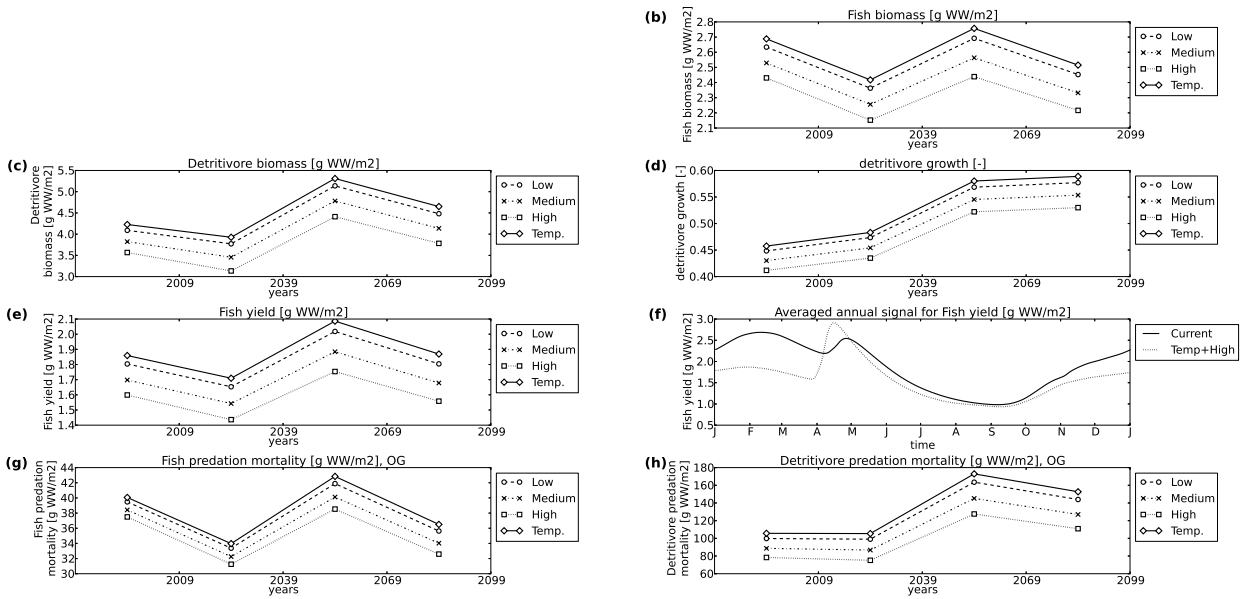 (b)
Fish biomass [g WW/m2]
Fish biomass [g WW/m2]
2.8
2.7
2.6
2.5
2.4
2.3
2.2
2.1
2009 2039 2069 2099
years
Low
Medium
High
Temp.
(c)
Detritivore biomass [g WW/m2]
Detritivore
biomass [g WW/m2]
5.5
5.0
4.5
4.0
3.5
3.0
2009 2039 2069 2099
years
Low
Medium
High
Temp.
(d)
detritivore growth [-]
detritivore growth [-]
0.60
0.55
0.50
0.45
0.40
2009 2039 2069 2099
years
Low
Medium
High
Temp.
(e)
Fish yield [g WW/m2]
Fish yield [g WW/m2]
2.1
2.0
1.9
1.8
1.7
1.6
1.5
1.4
2009 2039 2069 2099
years
Low
Medium
High
Temp.
(f)
Averaged annual signal for Fish yield [g WW/m2]
Fish yield [g WW/m2]
3.0
2.5
2.0
1.5
1.0
0.5
J F M A M J J A S O N D J
time
Current
Temp+High
(g)
Fish predation mortality [g WW/m2], OG
Fish predation
mortality [g WW/m2]
44
42
40
38
36
34
32
30
2009 2039 2069 2099
years
Low
Medium
High
Temp.
(h)
Detritivore predation mortality [g WW/m2], OG
Detritivore predation
mortality [g WW/m2]
180
160
140
120
100
80
60
2009 2039 2069 2099
years
Low
Medium
High
Temp.